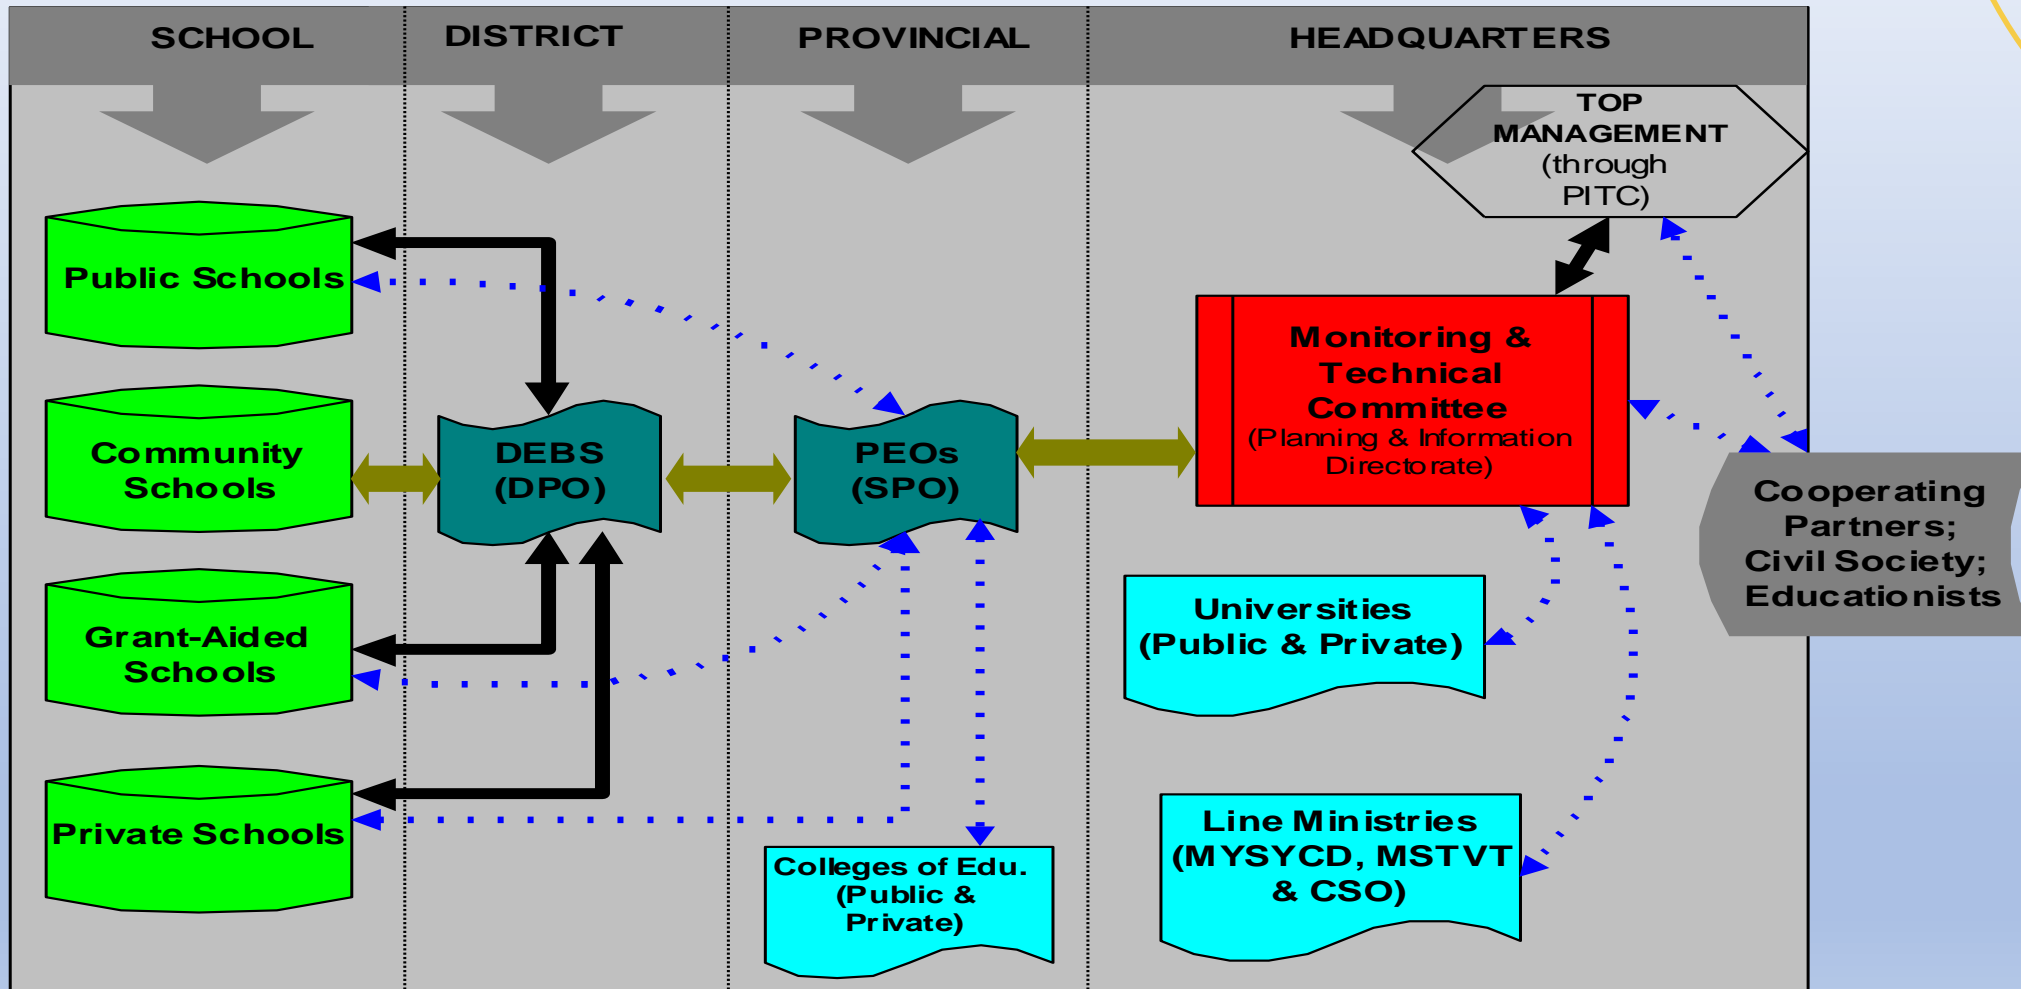 SCHOOL
DISTRICT
PROVINCIAL
HEADQUARTERS
TOP
MANAGEMENT
(through
PITC)
Public Schools
Monitoring &
Technical
Committee
(Planning & Information
Directorate)
Community
Schools
DEBS
(DPO)
PEOs
(SPO)
Cooperating
Partners;
Civil Society;
Educationists
Grant-Aided
Schools
Universities
(Public & Private)
Private Schools
Colleges of Edu.
(Public &
Private)
Line Ministries
(MYSYCD, MSTVT
& CSO)